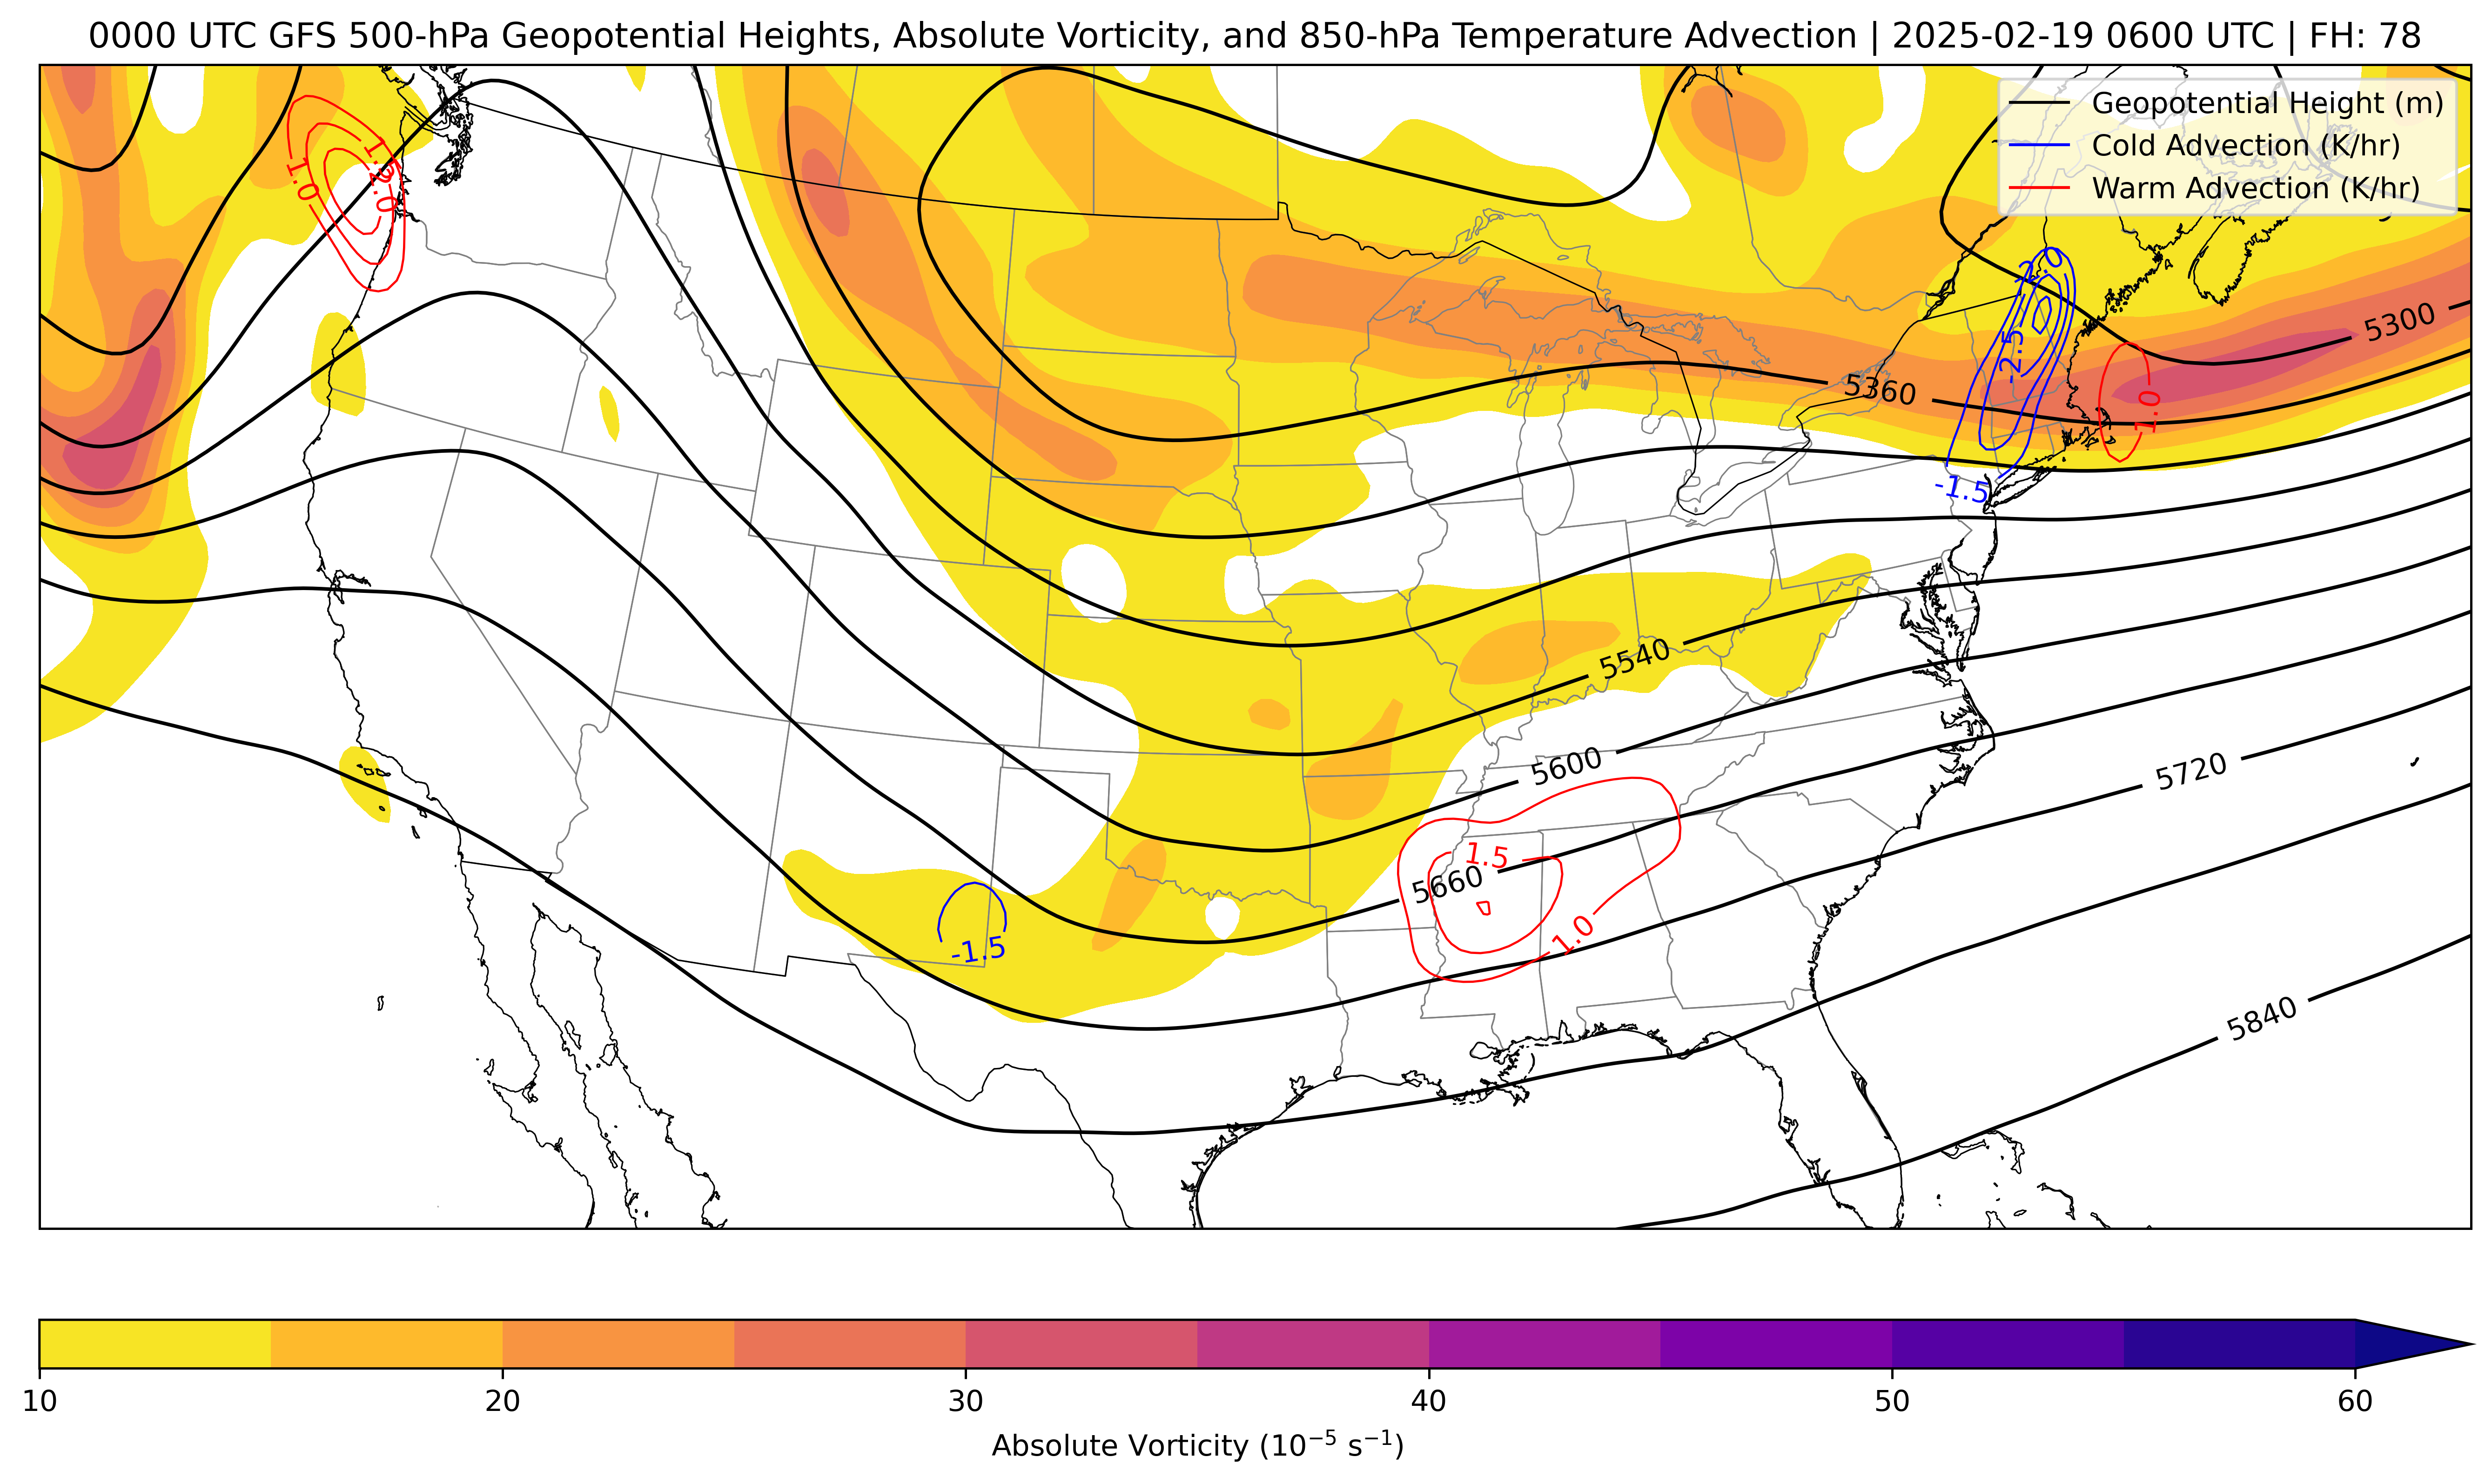 0000 UTC GFS 500-hPa Geopotential Heights, Absolute Vorticity, and 850-hPa Temperature Advection | 2025-02-19 0600 UTC | FH: 78
Geopotential Height (m)
Cold Advection (K/hr)
Warm Advection (K/hr)
1.5
1.0
2.0
-2.5
5300
5360
1.0
-1.5
5540
5600
5720
1.5
5660
1.0
-1.5
5840
10 20 30 40 50 60
Absolute Vorticity (10⁻⁵ s⁻¹)